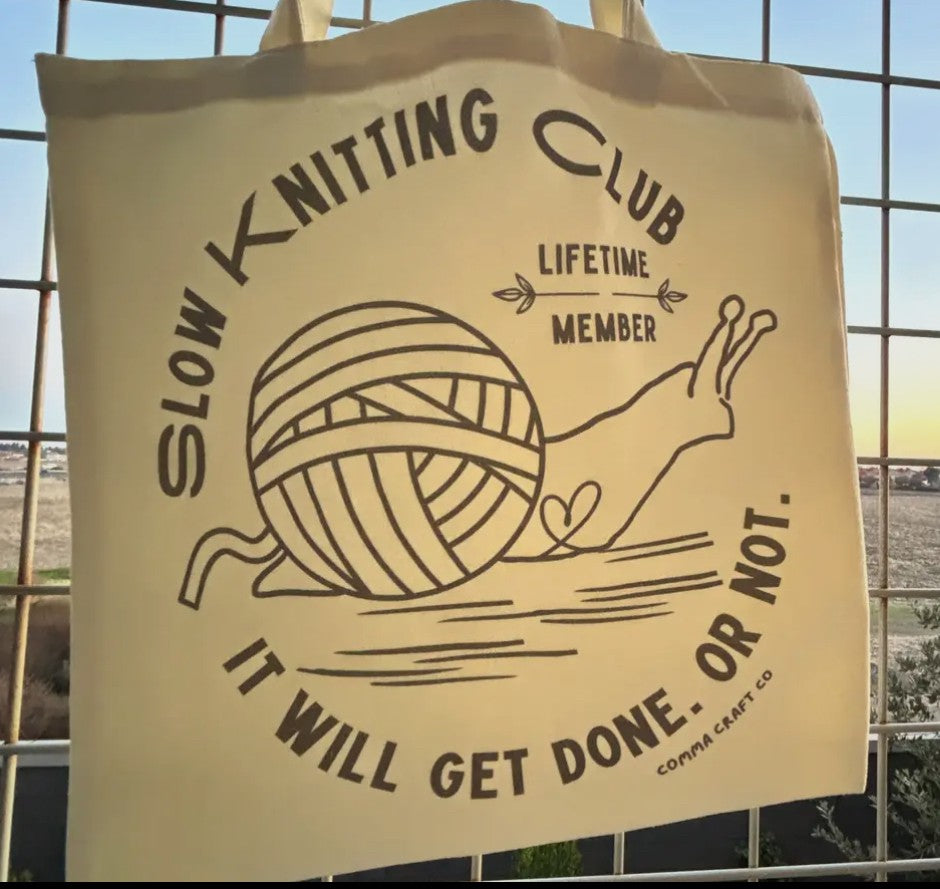 SLOW KNITTING CLUB
LIFETIME
MEMBER
IT WILL GET DONE. OR NOT.
COMMA CRAFT CO